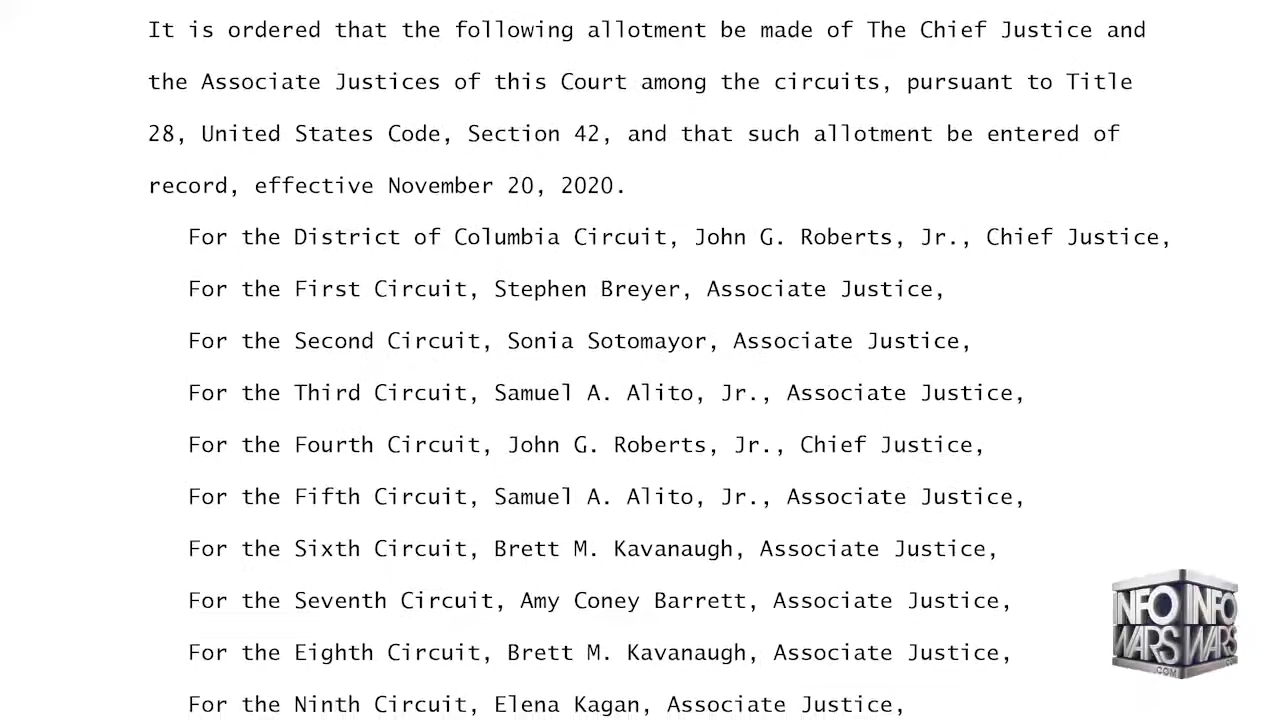 It is ordered that the following allotment be made of The Chief Justice and
the Associate Justices of this Court among the circuits, pursuant to Title
28, United States Code, Section 42, and that such allotment be entered of
record, effective November 20, 2020.
For the District of Columbia Circuit, John G. Roberts, Jr., Chief Justice,
For the First Circuit, Stephen Breyer, Associate Justice,
For the Second Circuit, Sonia Sotomayor, Associate Justice,
For the Third Circuit, Samuel A. Alito, Jr., Associate Justice,
For the Fourth Circuit, John G. Roberts, Jr., Chief Justice,
For the Fifth Circuit, Samuel A. Alito, Jr., Associate Justice,
For the Sixth Circuit, Brett M. Kavanaugh, Associate Justice,
For the Seventh Circuit, Amy Coney Barrett, Associate Justice,
For the Eighth Circuit, Brett M. Kavanaugh, Associate Justice,
For the Ninth Circuit, Elena Kagan, Associate Justice,
INFO INFO
WARS WARS
.COM